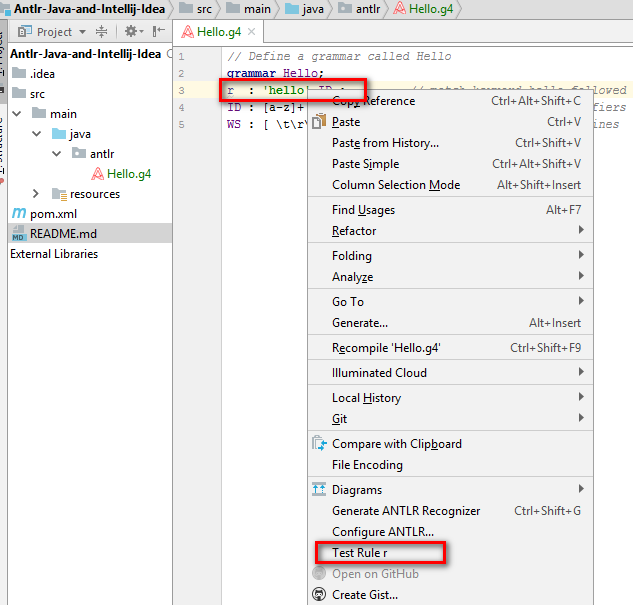 Antlr-Java-and-Intellij-Idea src main java antlr Hello.g4
Project Hello.g4
Antlr-Java-and-Intellij-Idea
.idea
src
main
java
antlr
Hello.g4
resources
pom.xml
README.md
External Libraries
1 // Define a grammar called Hello
2 grammar Hello;
3 r : 'hello' ID ; // match keyword hello followed
4 ID : [a-z]+ fiers
5 WS : [ \t\r\ ines
Copy Reference Ctrl+Alt+Shift+C
Paste Ctrl+V
Paste from History... Ctrl+Shift+V
Paste Simple Ctrl+Alt+Shift+V
Column Selection Mode Alt+Shift+Insert
Find Usages Alt+F7
Refactor
Folding
Analyze
Go To
Generate... Alt+Insert
Recompile 'Hello.g4' Ctrl+Shift+F9
Illuminated Cloud
Local History
Git
Compare with Clipboard
File Encoding
Diagrams
Generate ANTLR Recognizer Ctrl+Shift+G
Configure ANTLR...
Test Rule r
Open on GitHub
Create Gist...